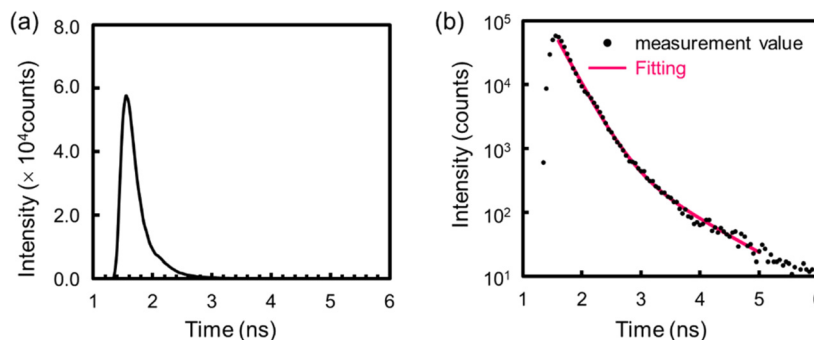 (a)
8.0
6.0
4.0
2.0
0.0
Intensity (× 10⁴counts)
1 2 3 4 5 6
Time (ns)
(b)
10⁵
10⁴
10³
10²
10¹
Intensity (counts)
measurement value
Fitting
1 2 3 4 5 6
Time (ns)